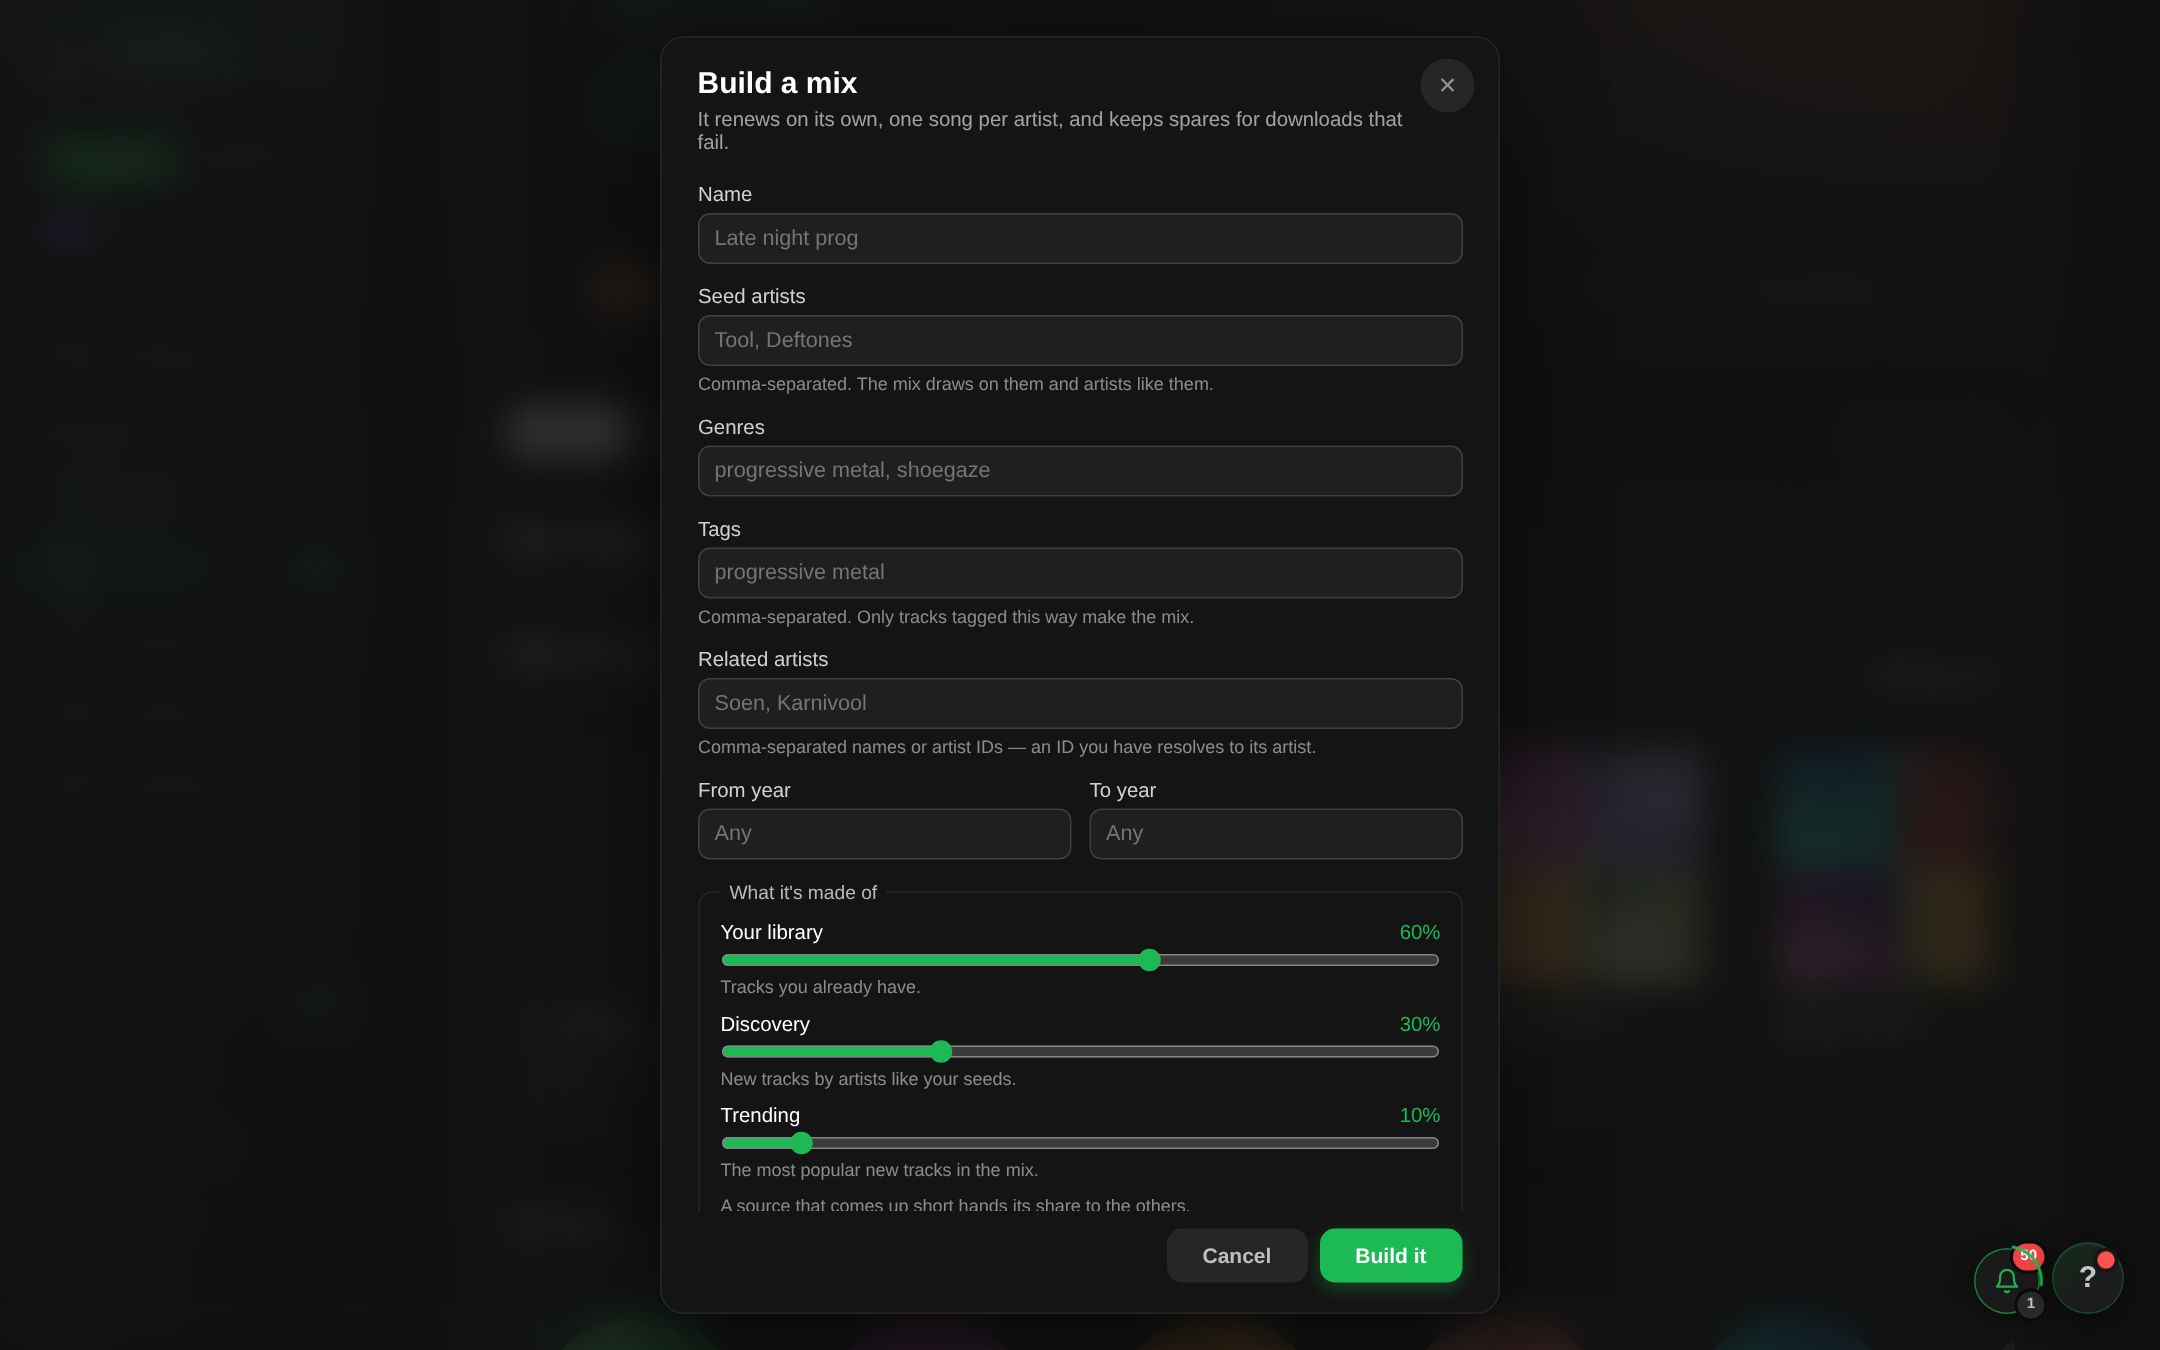 Build a mix
It renews on its own, one song per artist, and keeps spares for downloads that
fail.
Name
Late night prog
Seed artists
Tool, Deftones
Comma-separated. The mix draws on them and artists like them.
Genres
progressive metal, shoegaze
Tags
progressive metal
Comma-separated. Only tracks tagged this way make the mix.
Related artists
Soen, Karnivool
Comma-separated names or artist IDs — an ID you have resolves to its artist.
From year To year
Any Any
What it's made of
Your library 60%
Tracks you already have.
Discovery 30%
New tracks by artists like your seeds.
Trending 10%
The most popular new tracks in the mix.
A source that comes up short hands its share to the others.
Cancel Build it
50
?
1